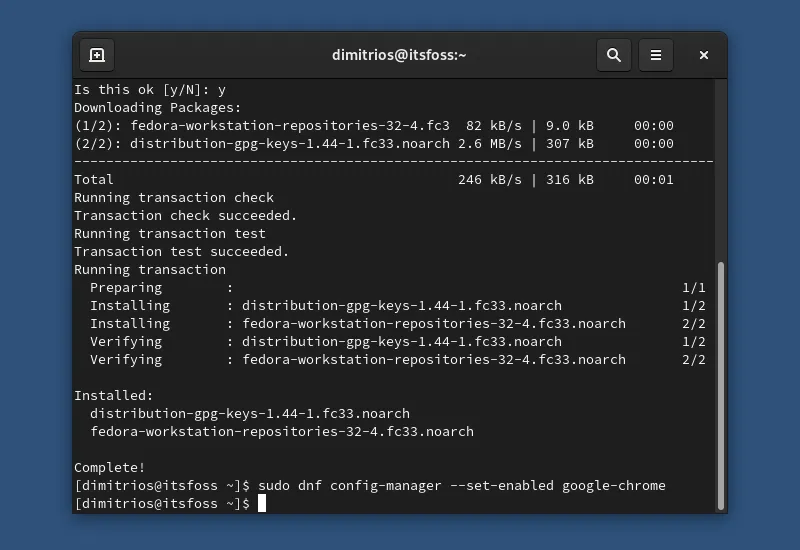 dimitrios@itsfoss:~
Is this ok [y/N]: y
Downloading Packages:
(1/2): fedora-workstation-repositories-32-4.fc3  82 kB/s | 9.0 kB     00:00
(2/2): distribution-gpg-keys-1.44-1.fc33.noarch 2.6 MB/s | 307 kB     00:00
--------------------------------------------------------------------------------
Total                                           246 kB/s | 316 kB     00:01
Running transaction check
Transaction check succeeded.
Running transaction test
Transaction test succeeded.
Running transaction
  Preparing        :                                                        1/1
  Installing       : distribution-gpg-keys-1.44-1.fc33.noarch               1/2
  Installing       : fedora-workstation-repositories-32-4.fc33.noarch       2/2
  Verifying        : distribution-gpg-keys-1.44-1.fc33.noarch               1/2
  Verifying        : fedora-workstation-repositories-32-4.fc33.noarch       2/2
Installed:
  distribution-gpg-keys-1.44-1.fc33.noarch
  fedora-workstation-repositories-32-4.fc33.noarch
Complete!
[dimitrios@itsfoss ~]$ sudo dnf config-manager --set-enabled google-chrome
[dimitrios@itsfoss ~]$